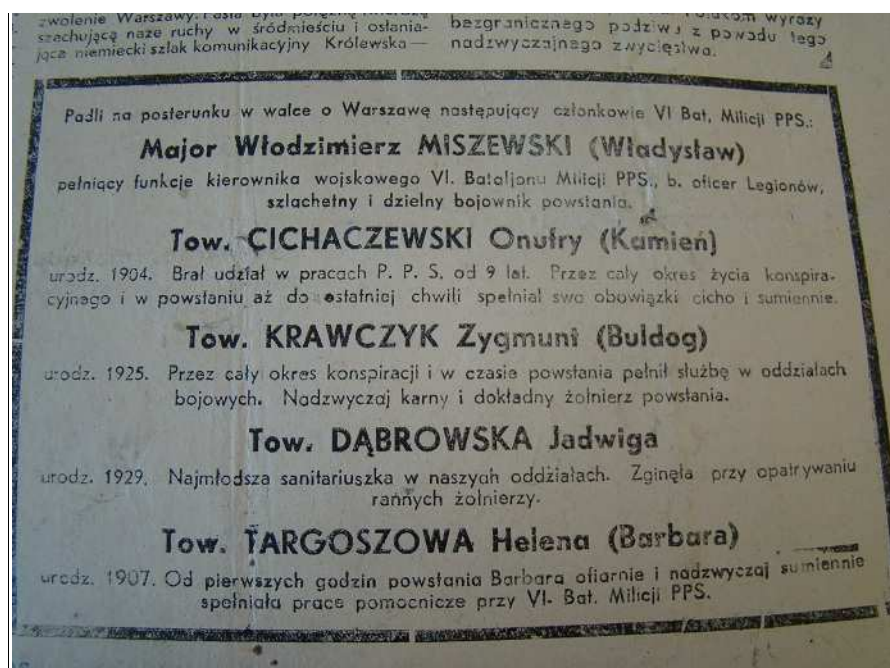 zwolenie Warszawy. Pasta była potężną
szachującą naze ruchy w śródmieściu i osłania-
jąca niemiecki szlak komunikacyjny Królewska —
wyrazy
bezgranicznego podziwu z powodu tego
nadzwyczajnego zwycięstwa.
Padli na posterunku w walce o Warszawę następujący członkowie VI Bat. Milicji PPS.:
Major Włodzimierz MISZEWSKI (Władysław)
pełniący funkcje kierownika wojskowego VI. Bataljonu Milicji PPS., b. oficer Legionów,
szlachetny i dzielny bojownik powstania.
Tow. CICHACZEWSKI Onufry (Kamień)
urodz. 1904. Brał udział w pracach P. P. S. od 9 lat. Przez cały okres życia konspira-
cyjnego i w powstaniu aż do ostatniej chwili spełniał swe obowiązki cicho i sumiennie.
Tow. KRAWCZYK Zygmunt (Buldog)
urodz. 1925. Przez cały okres konspiracji i w czasie powstania pełnił służbę w oddziałach
bojowych. Nadzwyczaj karny i dokładny żołnierz powstania.
Tow. DĄBROWSKA Jadwiga
urodz. 1929. Najmłodsza sanitariuszka w naszych oddziałach. Zginęła przy opatrywaniu
rannych żołnierzy.
Tow. TARGOSZOWA Helena (Barbara)
urodz. 1907. Od pierwszych godzin powstania Barbara ofiarnie i nadzwyczaj sumiennie
spełniała prace pomocnicze przy VI. Bat. Milicji PPS.